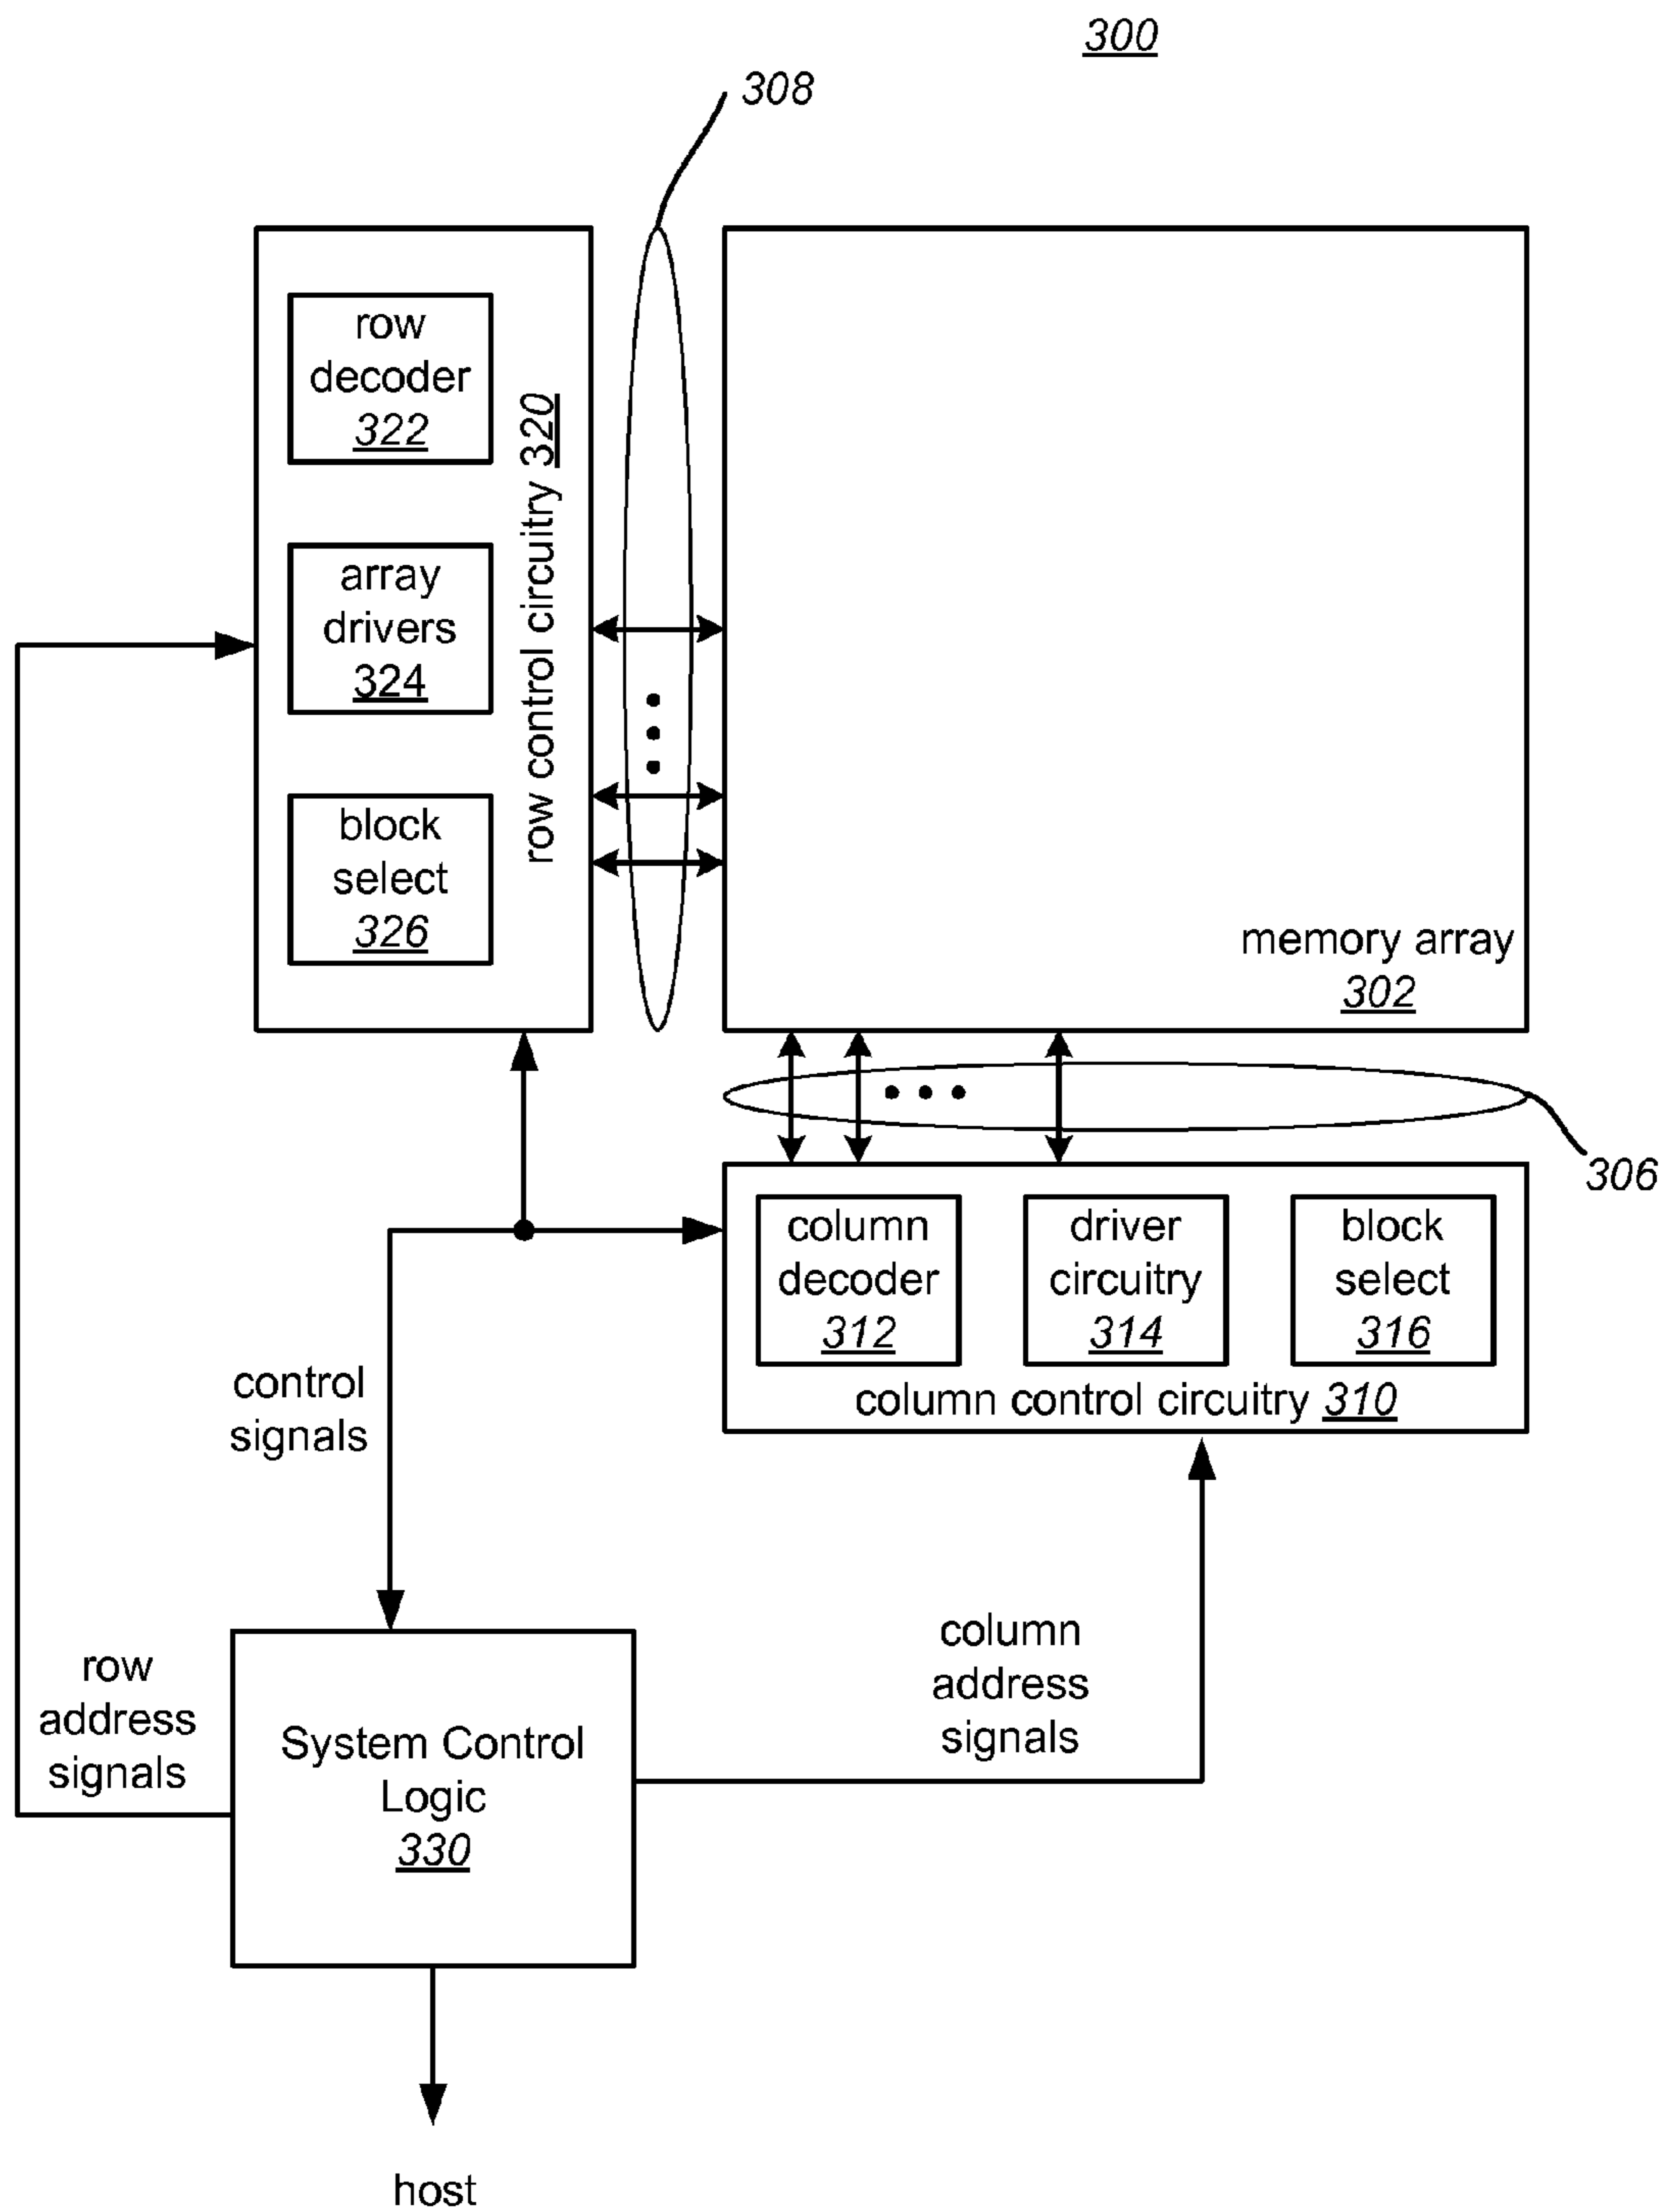 300
308
row
decoder
322
array
drivers
324
block
select
326
row control circuitry 320
memory array
302
306
column
decoder
312
driver
circuitry
314
block
select
316
column control circuitry 310
control
signals
row
address
signals
column
address
signals
System Control
Logic
330
host